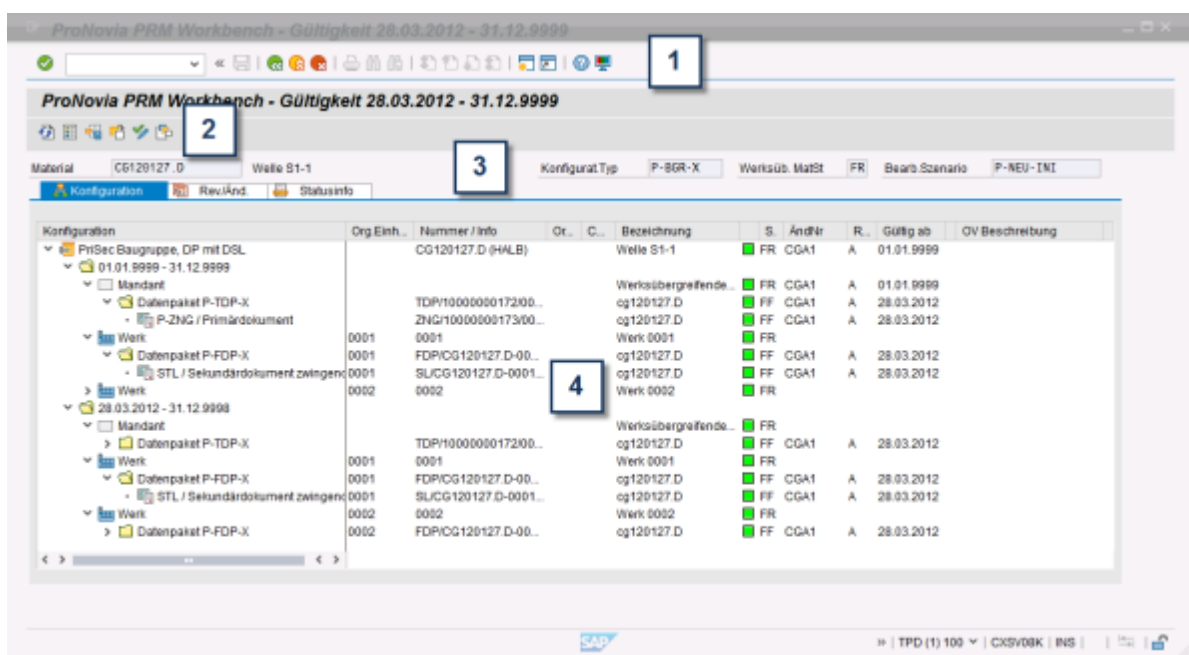 ProNovia PRM Workbench - Gültigkeit 28.03.2012 - 31.12.9999
1
ProNovia PRM Workbench - Gültigkeit 28.03.2012 - 31.12.9999
2
Material CG120127.D Welle S1-1 3 Konfigurat.Typ P-BGR-X Werksüb. MatSt FR Bearb.Szenario P-NEU-INI
Konfiguration Rev./Änd. Statusinfo
Konfiguration Org.Einh... Nummer / Info Or... C... Bezeichnung S. ÄndNr R... Gültig ab OV Beschreibung
PriSec Baugruppe, DP mit DSL CG120127.D (HALB) Welle S1-1 FR CGA1 A 01.01.9999
01.01.9999 - 31.12.9999
Mandant Werksübergreifende... FR CGA1 A 01.01.9999
Datenpaket P-TDP-X TDP/10000000172/00... cg120127.D FF CGA1 A 28.03.2012
P-ZNG / Primärdokument ZNG/10000000173/00... cg120127.D FF CGA1 A 28.03.2012
Werk 0001 0001 Werk 0001 FR
Datenpaket P-FDP-X 0001 FDP/CG120127.D-00... cg120127.D FF CGA1 A 28.03.2012
STL / Sekundärdokument zwingend 0001 SL/CG120127.D-0001... cg120127.D FF CGA1 A 28.03.2012
4
Werk 0002 0002 Werk 0002 FR
28.03.2012 - 31.12.9998
Mandant Werksübergreifende... FR
Datenpaket P-TDP-X TDP/10000000172/00... cg120127.D FF CGA1 A 28.03.2012
Werk 0001 0001 Werk 0001 FR
Datenpaket P-FDP-X 0001 FDP/CG120127.D-00... cg120127.D FF CGA1 A 28.03.2012
STL / Sekundärdokument zwingend 0001 SL/CG120127.D-0001... cg120127.D FF CGA1 A 28.03.2012
Werk 0002 0002 Werk 0002 FR
Datenpaket P-FDP-X 0002 FDP/CG120127.D-00... cg120127.D FF CGA1 A 28.03.2012
SAP TPD (1) 100 CXSV08K INS